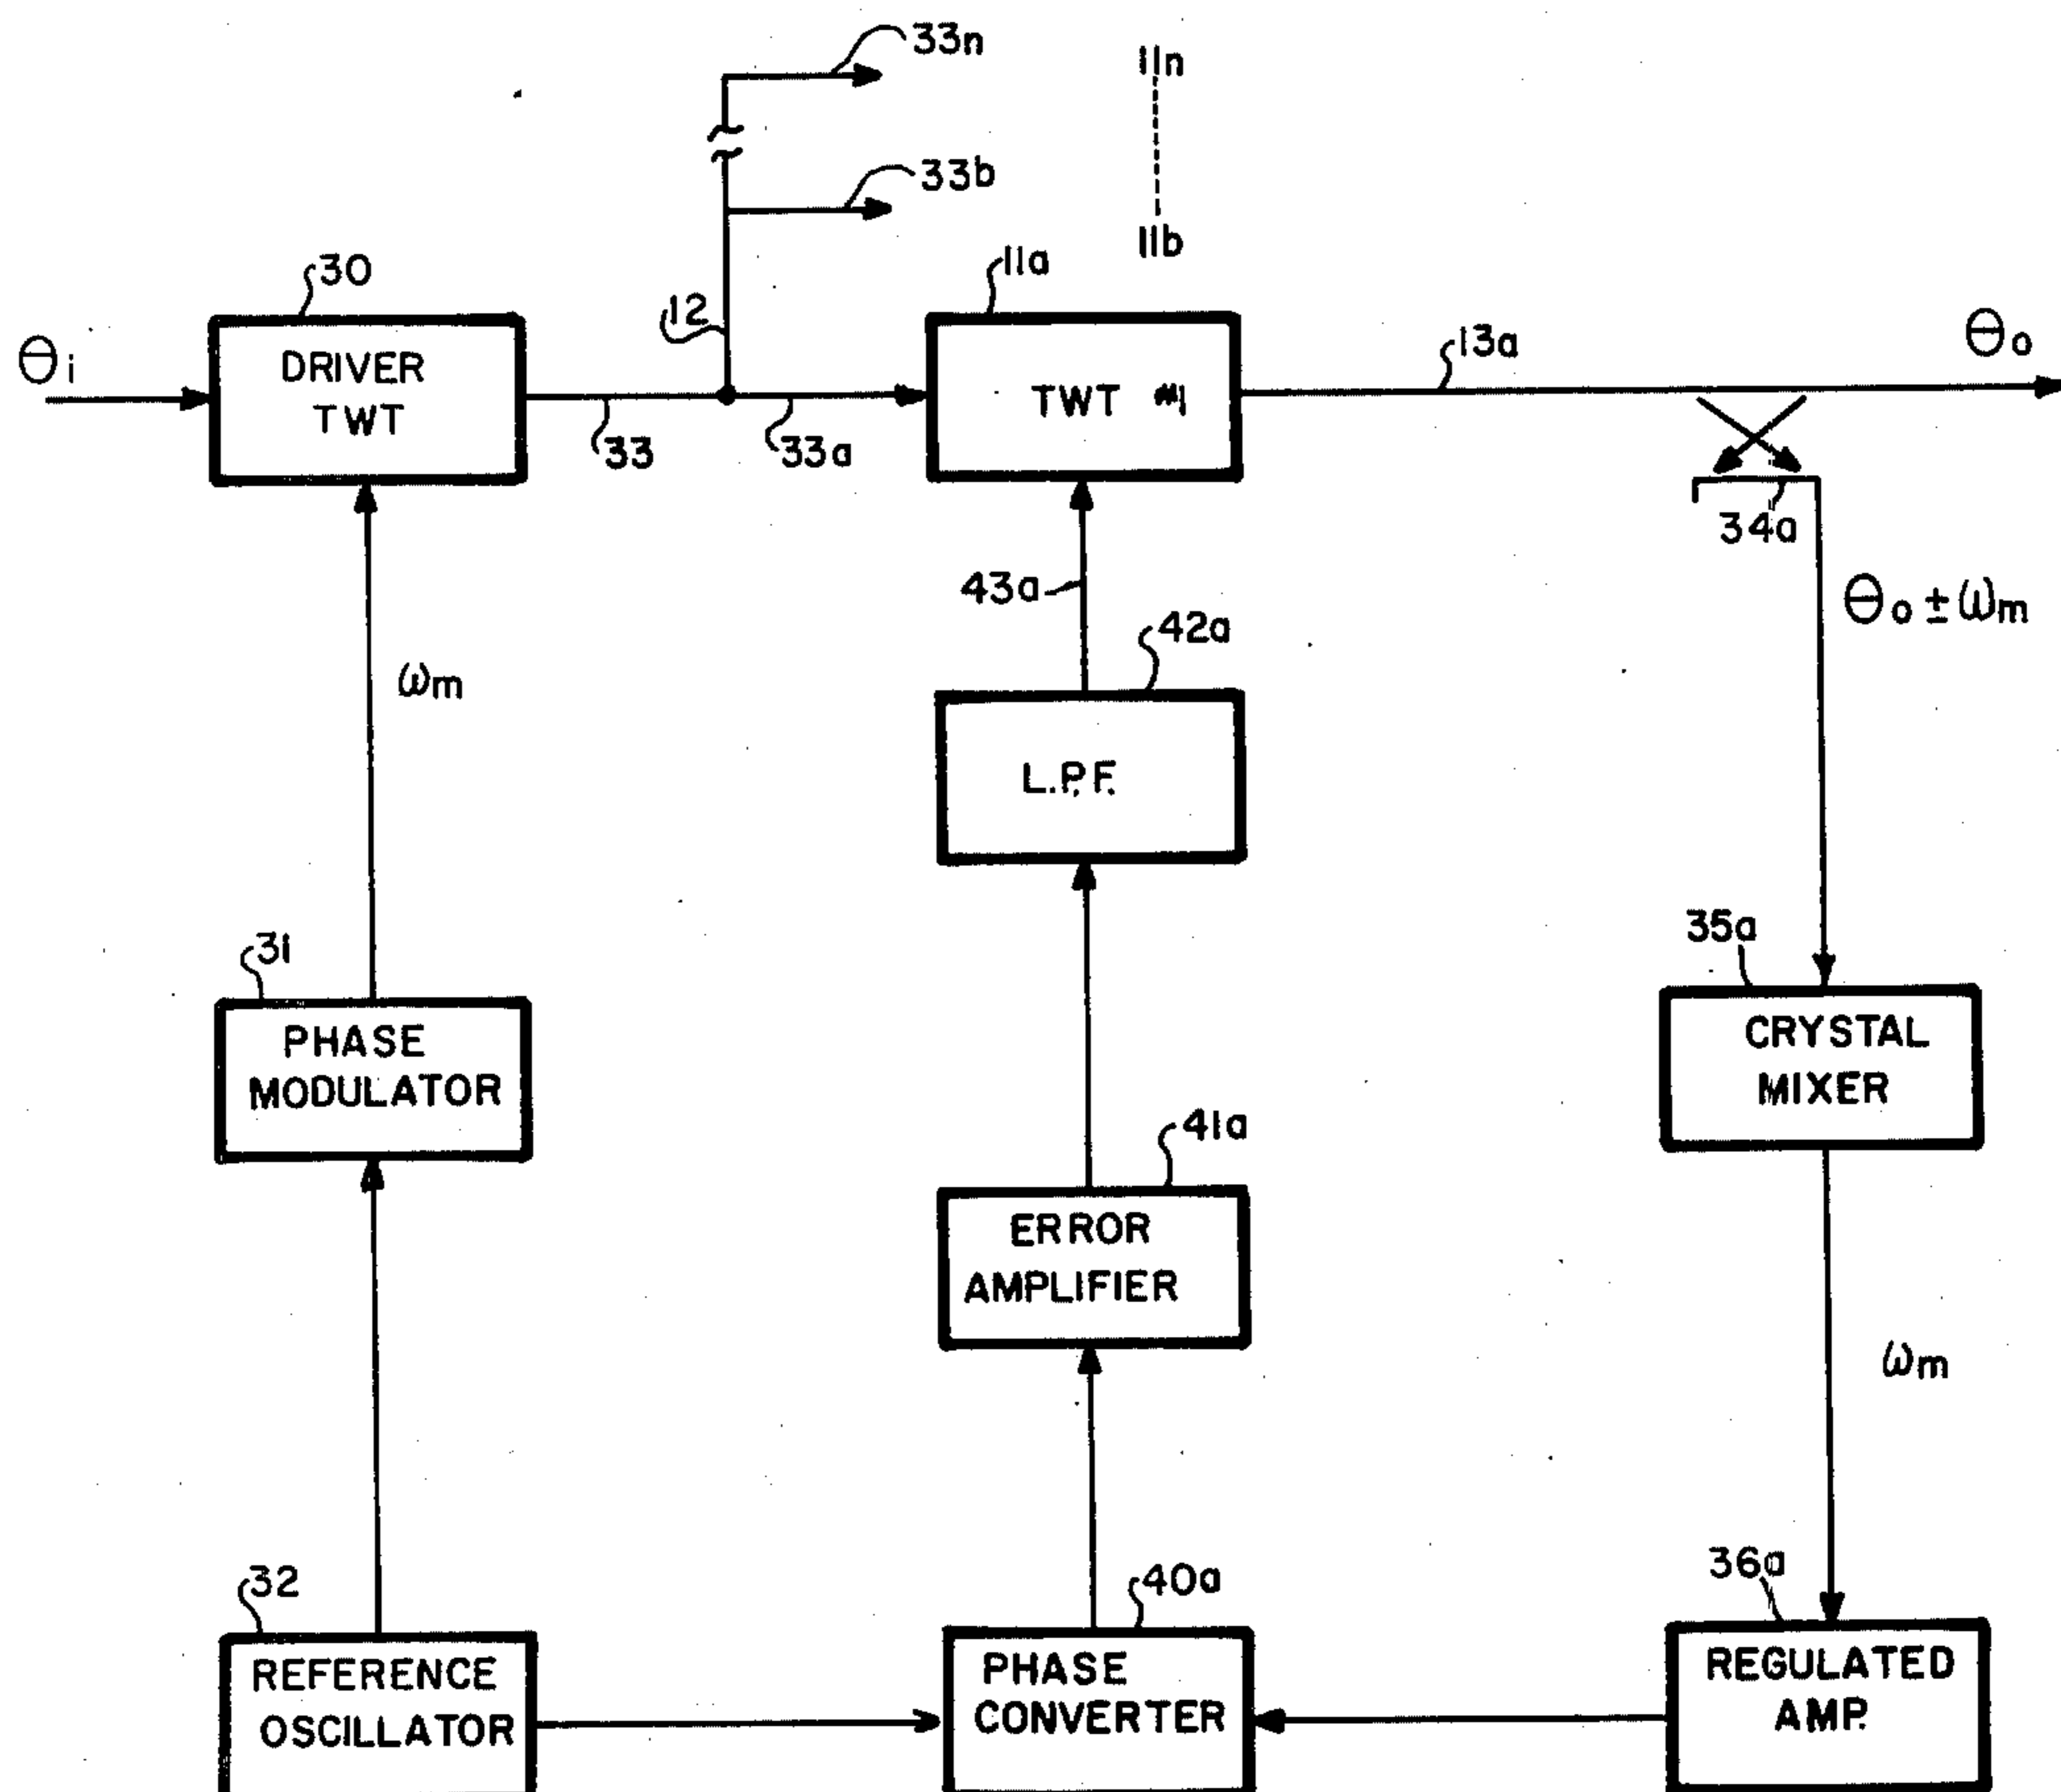 33n
11n
33b
11b
30
12
11a
13a
θo
θi
DRIVER
TWT
TWT #1
33
33a
34a
43a
θo ± ωm
42a
ωm
L.P.F.
31
35a
PHASE
MODULATOR
CRYSTAL
MIXER
41a
ERROR
AMPLIFIER
ωm
32
40a
36a
REFERENCE
OSCILLATOR
PHASE
CONVERTER
REGULATED
AMP.